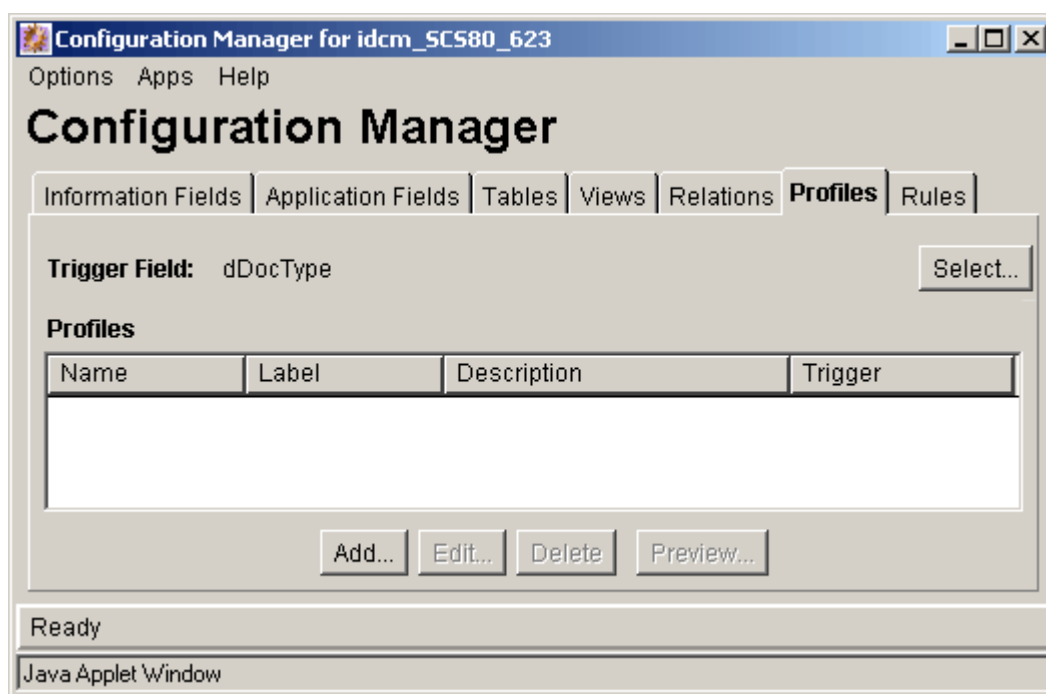 Configuration Manager for idcm_SCS80_623
Options Apps Help
Configuration Manager
Information Fields Application Fields Tables Views Relations Profiles Rules
Trigger Field: dDocType Select...
Profiles
Name Label Description Trigger
Add... Edit... Delete Preview...
Ready
Java Applet Window